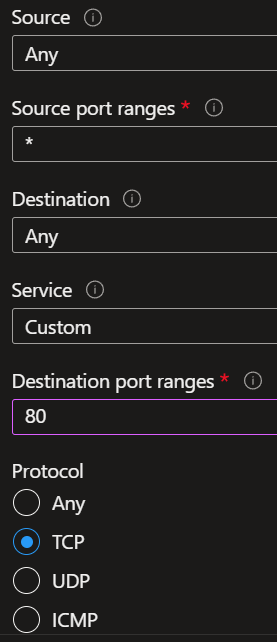 Source
Any
Source port ranges *
*
Destination
Any
Service
Custom
Destination port ranges *
80
Protocol
Any
TCP
UDP
ICMP